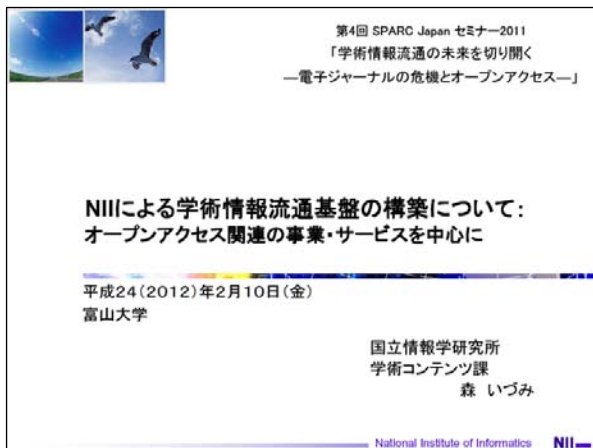 第4回 SPARC Japan セミナー2011
「学術情報流通の未来を切り開く
―電子ジャーナルの危機とオープンアクセス―」
NIIによる学術情報流通基盤の構築について：
オープンアクセス関連の事業・サービスを中心に
平成24(2012)年2月10日(金)
富山大学
国立情報学研究所
学術コンテンツ課
森 いづみ
National Institute of Informatics NII